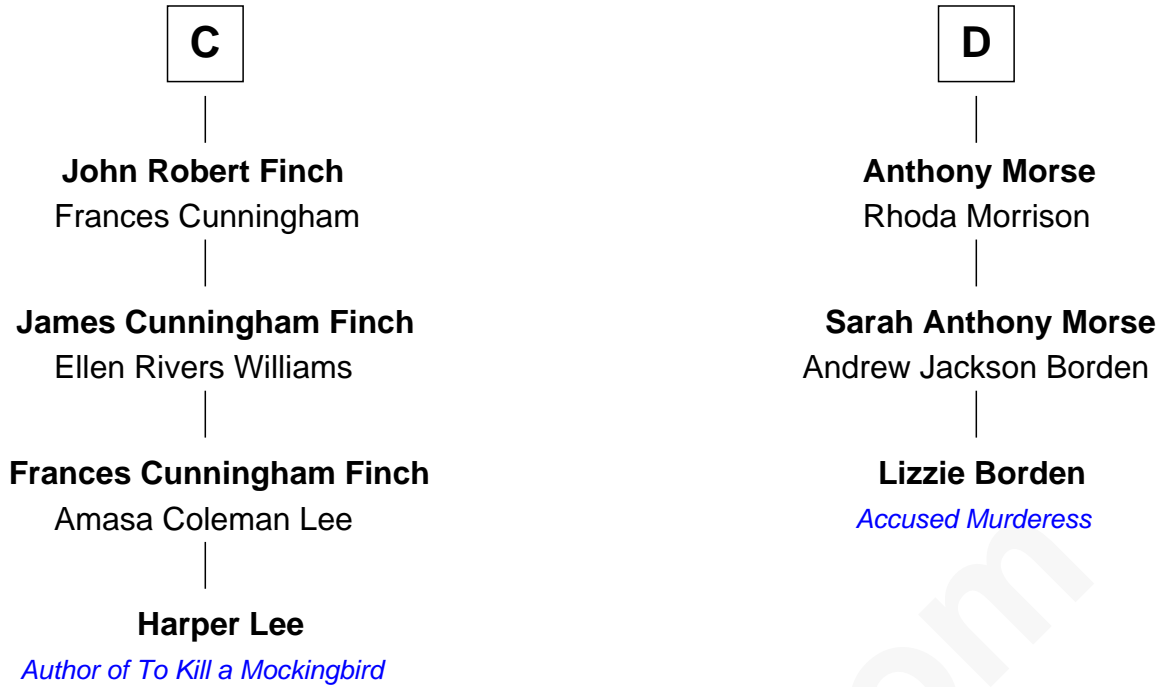 C
John Robert Finch
Frances Cunningham
James Cunningham Finch
Ellen Rivers Williams
Frances Cunningham Finch
Amasa Coleman Lee
Harper Lee
Author of To Kill a Mockingbird
D
Anthony Morse
Rhoda Morrison
Sarah Anthony Morse
Andrew Jackson Borden
Lizzie Borden
Accused Murderess
om